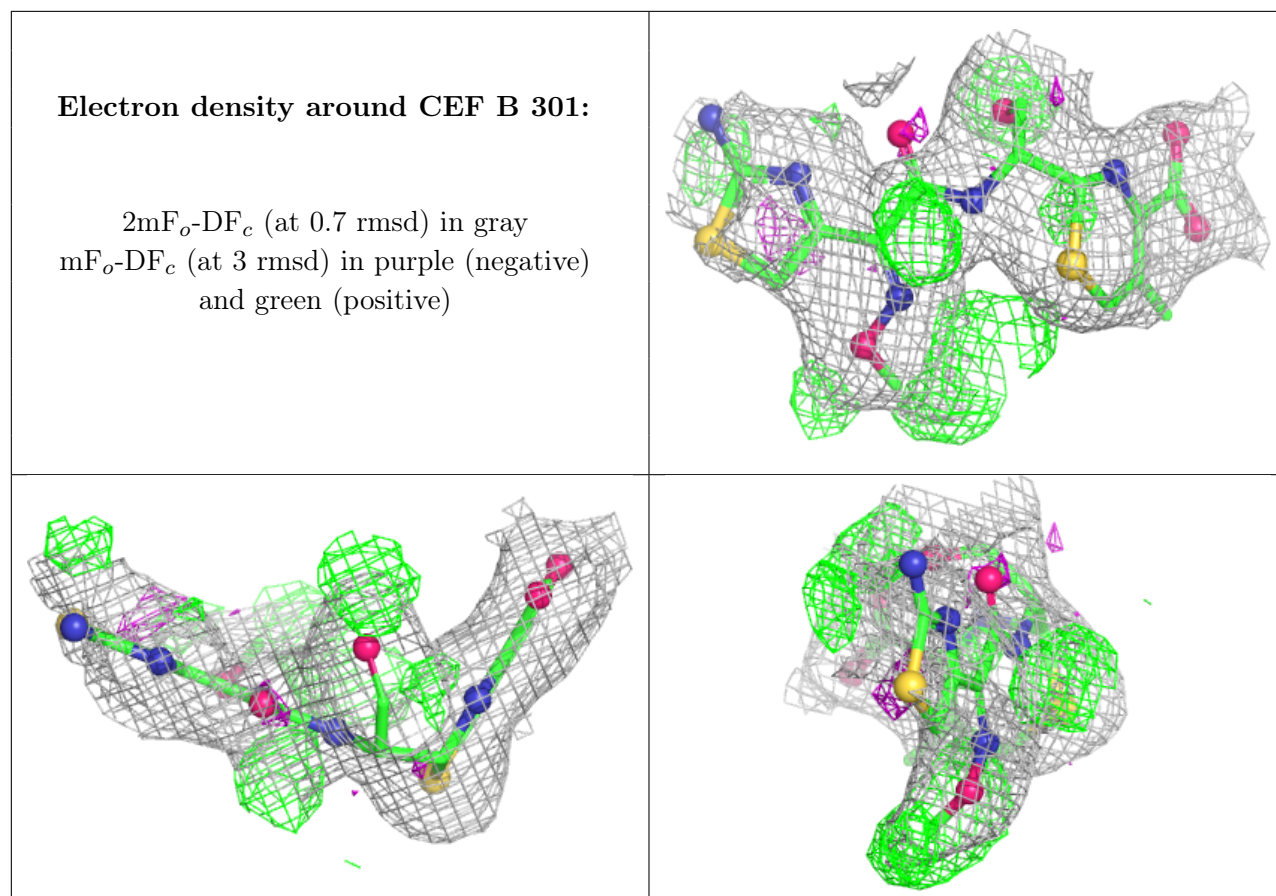 Electron density around CEF B 301:
2mFo-DFc (at 0.7 rmsd) in gray
mFo-DFc (at 3 rmsd) in purple (negative)
and green (positive)